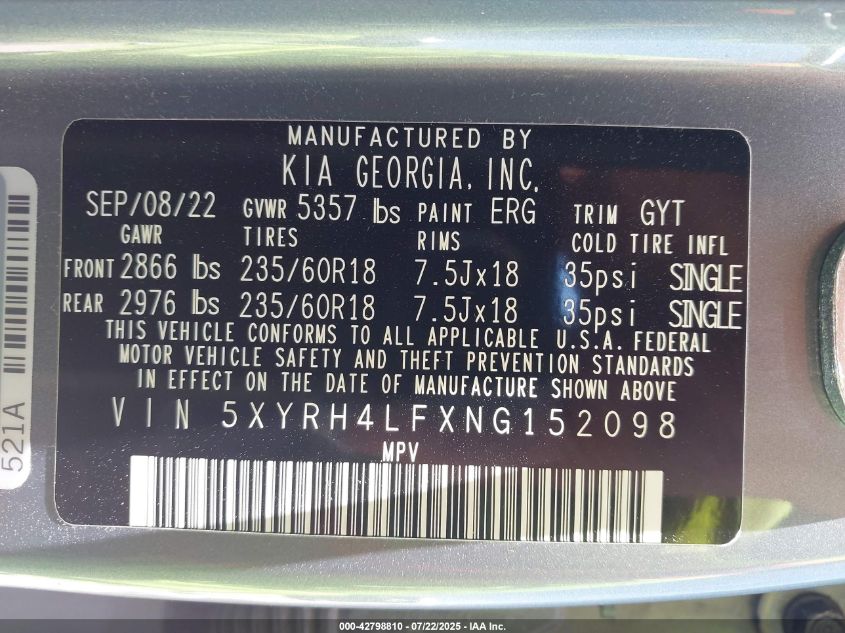 MANUFACTURED BY
KIA GEORGIA, INC.
SEP/08/22 GVWR 5357 lbs PAINT ERG TRIM GYT
GAWR TIRES RIMS COLD TIRE INFL
FRONT 2866 lbs 235/60R18 7.5Jx18 35psi SINGLE
REAR 2976 lbs 235/60R18 7.5Jx18 35psi SINGLE
THIS VEHICLE CONFORMS TO ALL APPLICABLE U.S.A. FEDERAL
MOTOR VEHICLE SAFETY AND THEFT PREVENTION STANDARDS
IN EFFECT ON THE DATE OF MANUFACTURE SHOWN ABOVE
VIN 5XYRH4LFXNG152098
MPV
521A
000-42798810 - 07/22/2025 - IAA Inc.